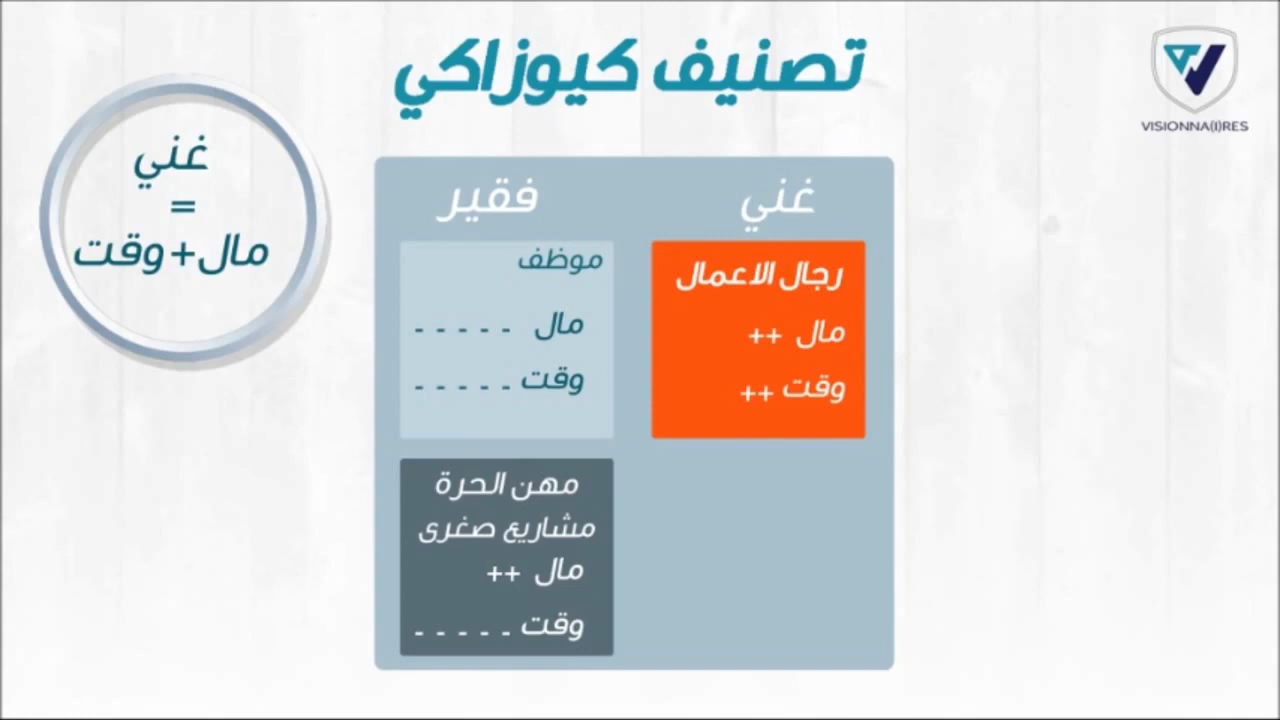 تصنيف كيوزاكي
VISIONNA(I)RES
غني
=
مال+وقت
غني
رجال الاعمال
مال ++
وقت ++
فقير
موظف
مال - - - - -
وقت - - - - -
مهن الحرة
مشاريع صغرى
مال ++
وقت - - - - -